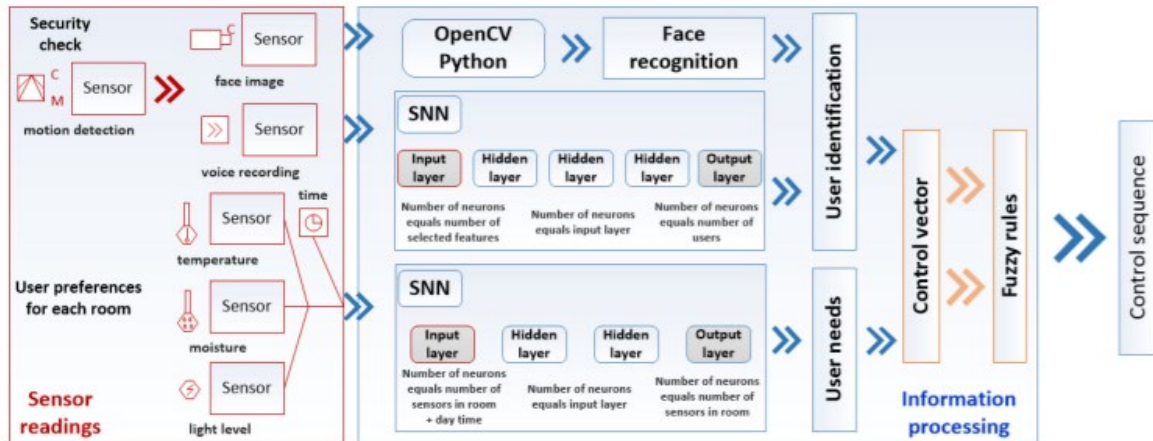 Security
check
C
M
Sensor
motion detection
C
Sensor
face image
Sensor
voice recording
time
Sensor
temperature
User preferences
for each room
Sensor
moisture
Sensor
light level
Sensor
readings
OpenCV
Python
Face
recognition
SNN
Input
layer
Hidden
layer
Hidden
layer
Hidden
layer
Output
layer
Number of neurons
equals number of
selected features
Number of neurons
equals input layer
Number of neurons
equals number of
users
SNN
Input
layer
Hidden
layer
Hidden
layer
Output
layer
Number of neurons
equals number of
sensors in room
+ day time
Number of neurons
equals input layer
Number of neurons
equals number of
sensors in room
User identification
User needs
Control vector
Fuzzy rules
Information
processing
Control sequence